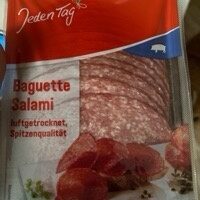 Jeden Tag
Baguette
Salami
luftgetrocknet,
Spitzenqualität